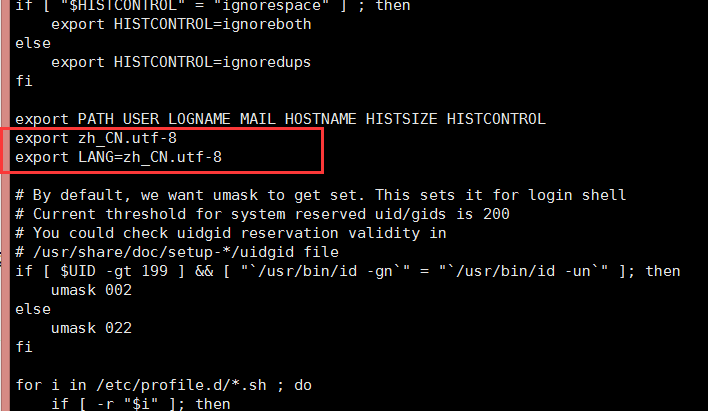 if [ "$HISTCONTROL" = "ignorespace" ] ; then
    export HISTCONTROL=ignoreboth
else
    export HISTCONTROL=ignoredups
fi
export PATH USER LOGNAME MAIL HOSTNAME HISTSIZE HISTCONTROL
export zh_CN.utf-8
export LANG=zh_CN.utf-8
# By default, we want umask to get set. This sets it for login shell
# Current threshold for system reserved uid/gids is 200
# You could check uidgid reservation validity in
# /usr/share/doc/setup-*/uidgid file
if [ $UID -gt 199 ] && [ "`/usr/bin/id -gn`" = "`/usr/bin/id -un`" ]; then
    umask 002
else
    umask 022
fi
for i in /etc/profile.d/*.sh ; do
    if [ -r "$i" ]; then